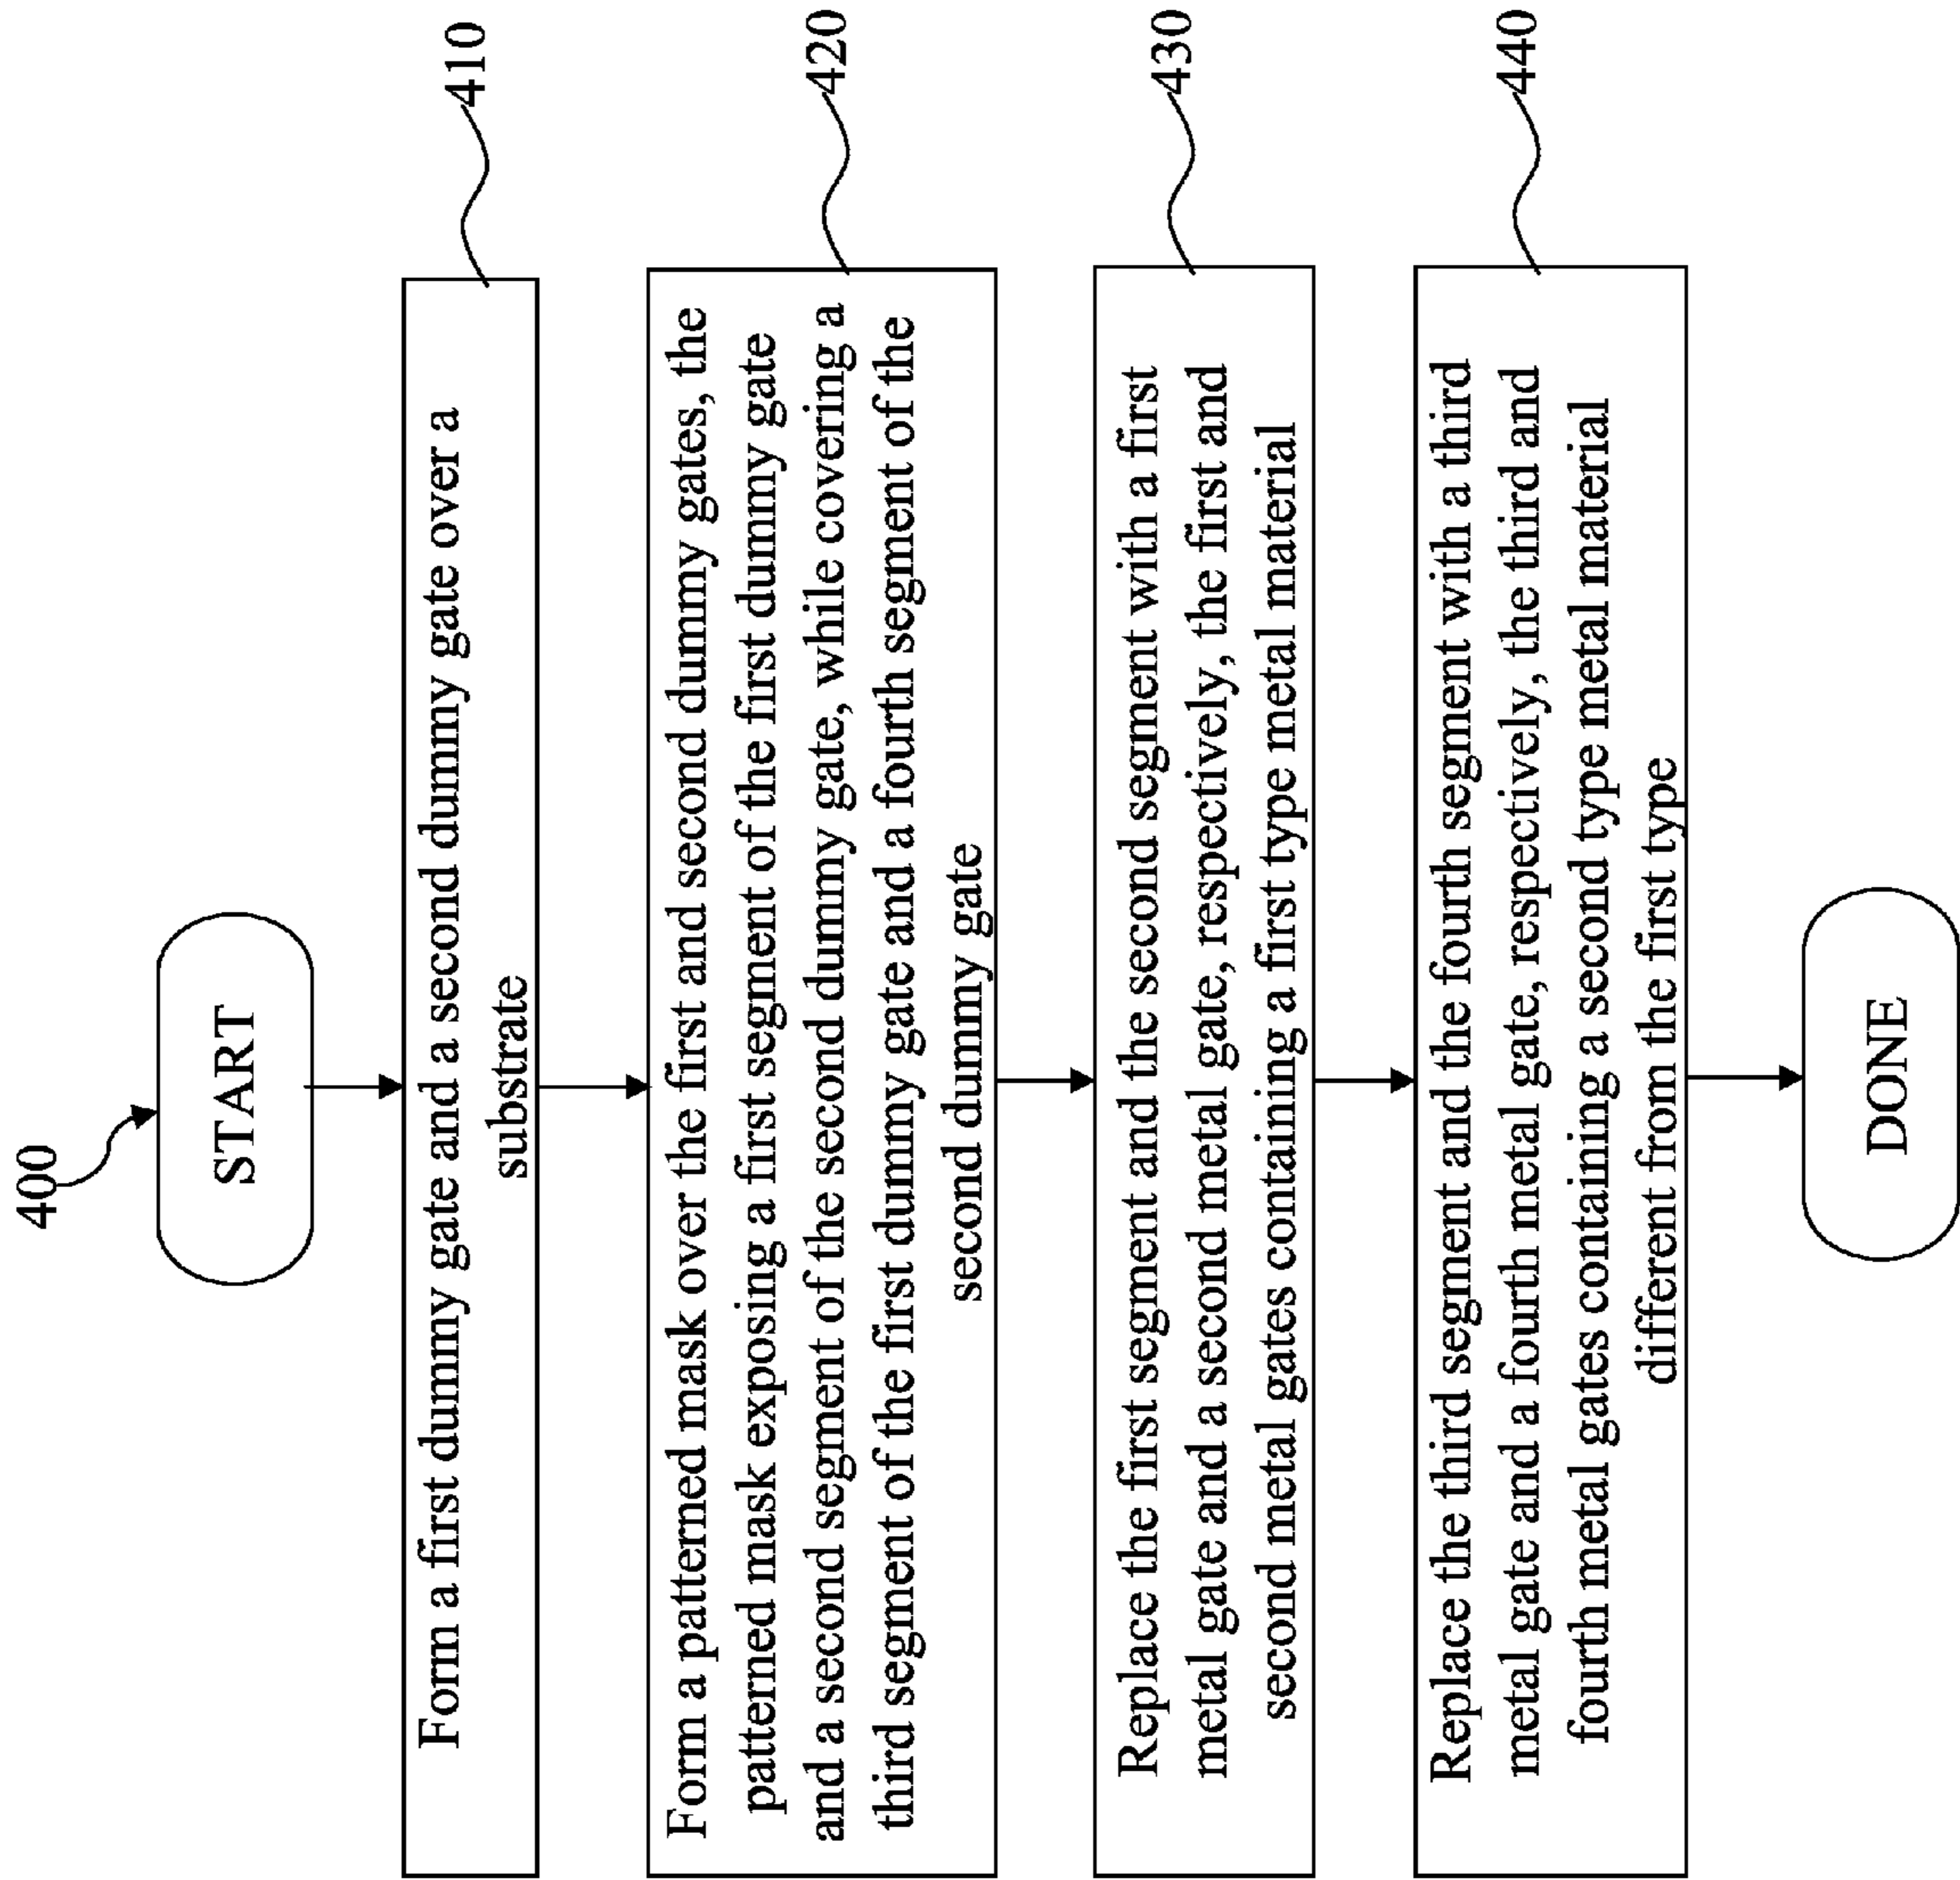 400
START
Form a first dummy gate and a second dummy gate over a
substrate
410
Form a patterned mask over the first and second dummy gates, the
patterned mask exposing a first segment of the first dummy gate
and a second segment of the second dummy gate, while covering a
third segment of the first dummy gate and a fourth segment of the
second dummy gate
420
Replace the first segment and the second segment with a first
metal gate and a second metal gate, respectively, the first and
second metal gates containing a first type metal material
430
Replace the third segment and the fourth segment with a third
metal gate and a fourth metal gate, respectively, the third and
fourth metal gates containing a second type metal material
different from the first type
440
DONE